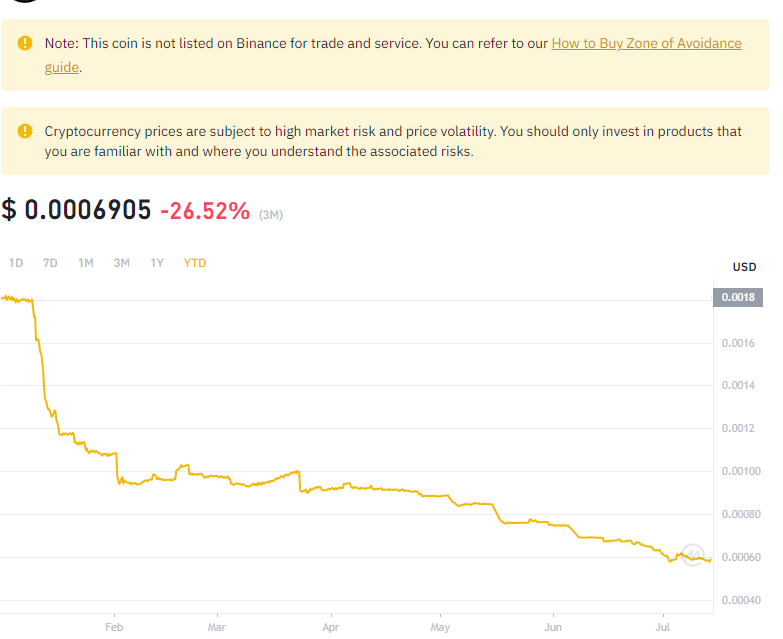 Note: This coin is not listed on Binance for trade and service. You can refer to our How to Buy Zone of Avoidance
guide.
Cryptocurrency prices are subject to high market risk and price volatility. You should only invest in products that
you are familiar with and where you understand the associated risks.
$ 0.0006905 -26.52% (3M)
1D 7D 1M 3M 1Y YTD
USD
0.0018
0.0016
0.0014
0.0012
0.00100
0.00080
0.00060
0.00040
Feb Mar Apr May Jun Jul